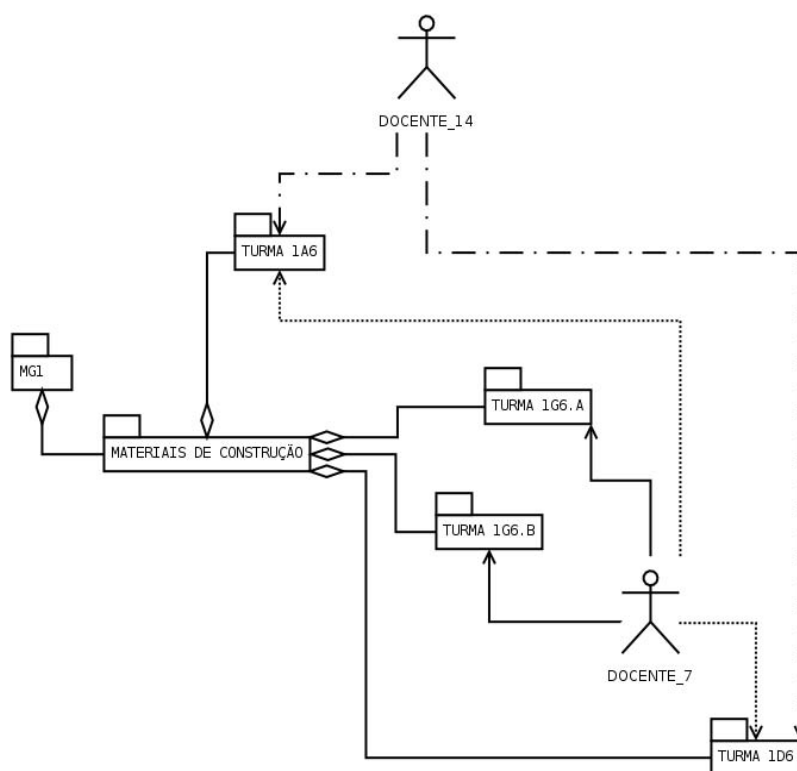 DOCENTE_14
TURMA 1A6
MG1
TURMA 1G6.A
MATERIAIS DE CONSTRUÇÃO
TURMA 1G6.B
DOCENTE_7
TURMA 1D6